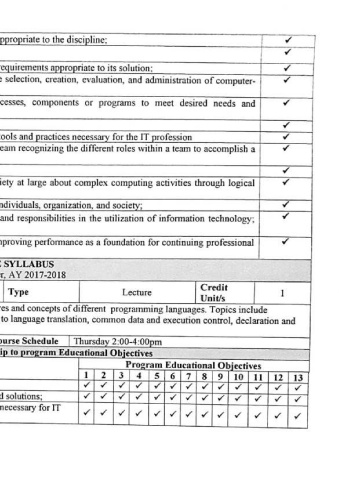 ppropriate to the discipline; ✓
✓
equirements appropriate to its solution; ✓
e selection, creation, evaluation, and administration of computer- ✓
cesses, components or programs to meet desired needs and ✓
✓
ools and practices necessary for the IT profession ✓
eam recognizing the different roles within a team to accomplish a ✓
✓
iety at large about complex computing activities through logical ✓
ndividuals, organization, and society; ✓
and responsibilities in the utilization of information technology; ✓
nproving performance as a foundation for continuing professional ✓
E SYLLABUS
r, AY 2017-2018
Type Lecture Credit Unit/s 1
es and concepts of different programming languages. Topics include
to language translation, common data and execution control, declaration and
ourse Schedule Thursday 2:00-4:00pm
ip to program Educational Objectives
Program Educational Objectives
1 2 3 4 5 6 7 8 9 10 11 12 13
✓ ✓ ✓ ✓ ✓ ✓ ✓ ✓ ✓ ✓ ✓ ✓ ✓
d solutions; ✓ ✓ ✓ ✓ ✓ ✓ ✓ ✓ ✓ ✓ ✓ ✓ ✓
necessary for IT ✓ ✓ ✓ ✓ ✓ ✓ ✓ ✓ ✓ ✓ ✓ ✓ ✓